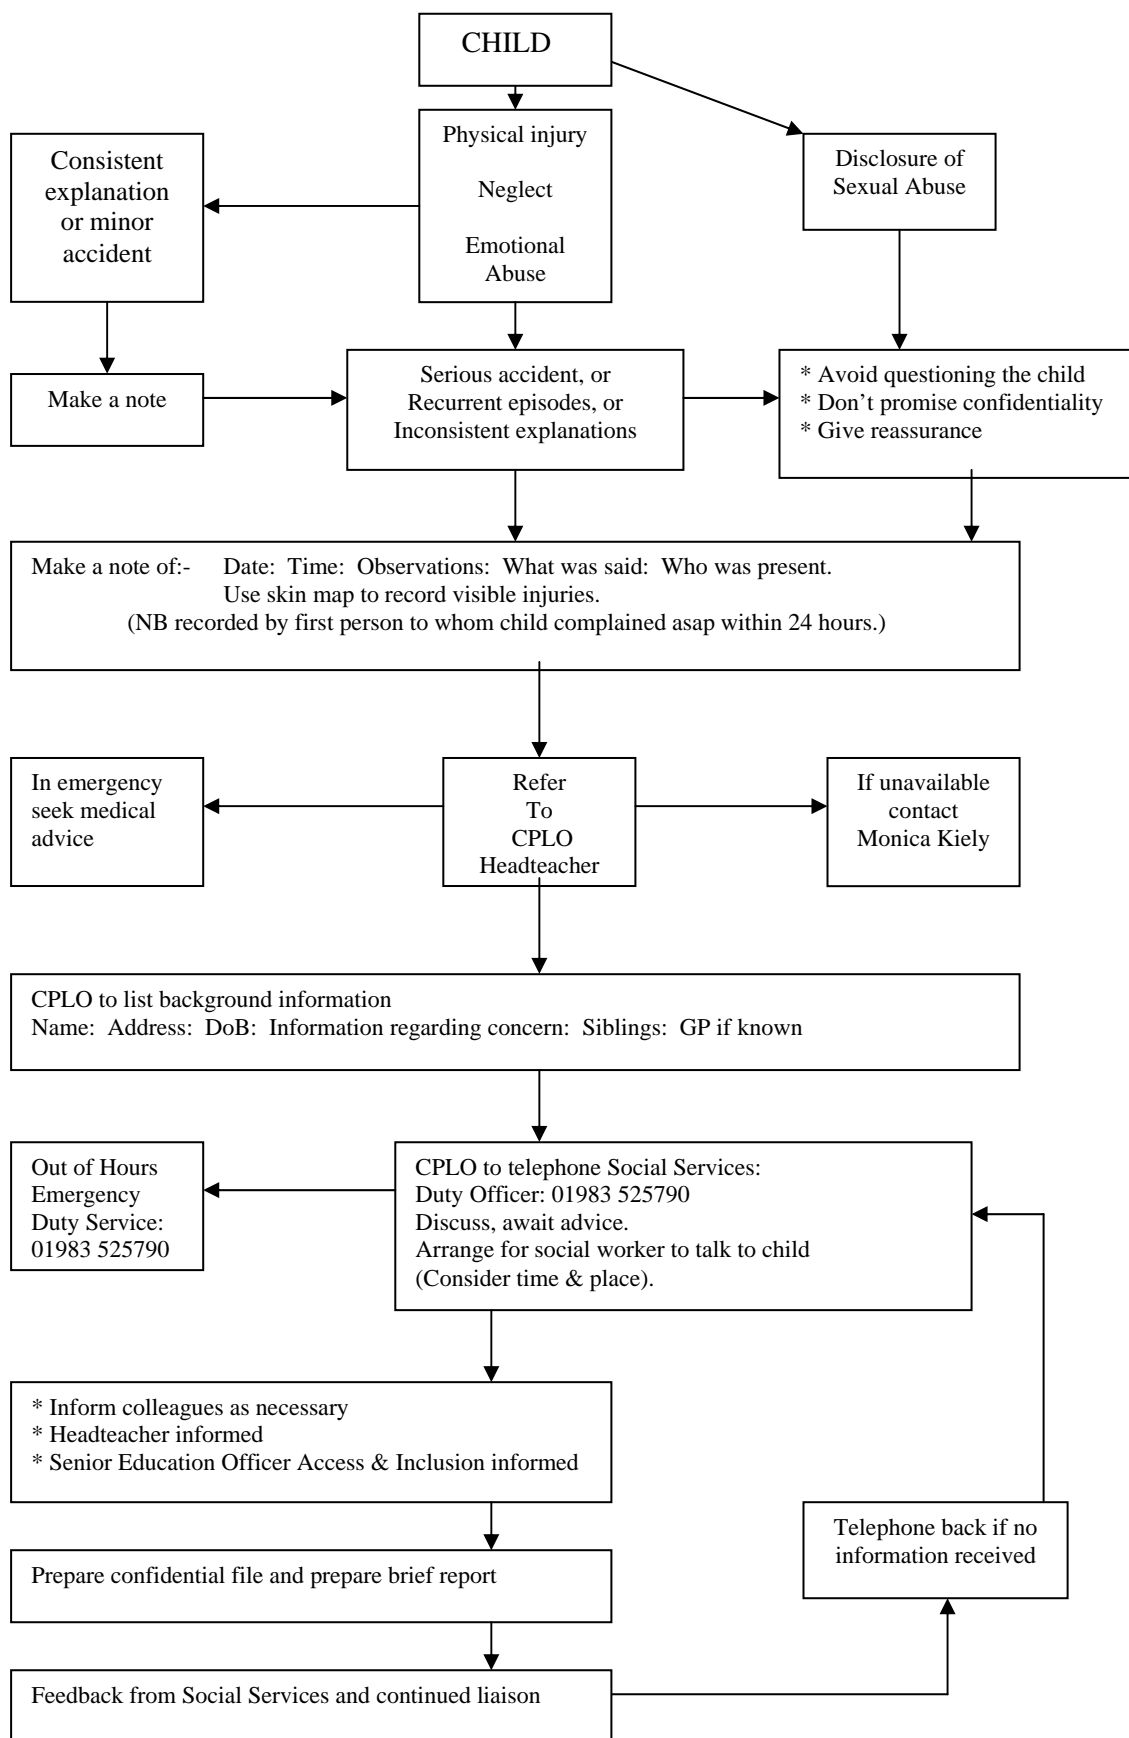 CHILD
Physical injury
Neglect
Emotional
Abuse
Consistent
explanation
or minor
accident
Disclosure of
Sexual Abuse
Make a note
Serious accident, or
Recurrent episodes, or
Inconsistent explanations
* Avoid questioning the child
* Don't promise confidentiality
* Give reassurance
Make a note of:- Date: Time: Observations: What was said: Who was present.
Use skin map to record visible injuries.
(NB recorded by first person to whom child complained asap within 24 hours.)
In emergency
seek medical
advice
Refer
To
CPLO
Headteacher
If unavailable
contact
Monica Kiely
CPLO to list background information
Name: Address: DoB: Information regarding concern: Siblings: GP if known
Out of Hours
Emergency
Duty Service:
01983 525790
CPLO to telephone Social Services:
Duty Officer: 01983 525790
Discuss, await advice.
Arrange for social worker to talk to child
(Consider time & place).
* Inform colleagues as necessary
* Headteacher informed
* Senior Education Officer Access & Inclusion informed
Telephone back if no
information received
Prepare confidential file and prepare brief report
Feedback from Social Services and continued liaison